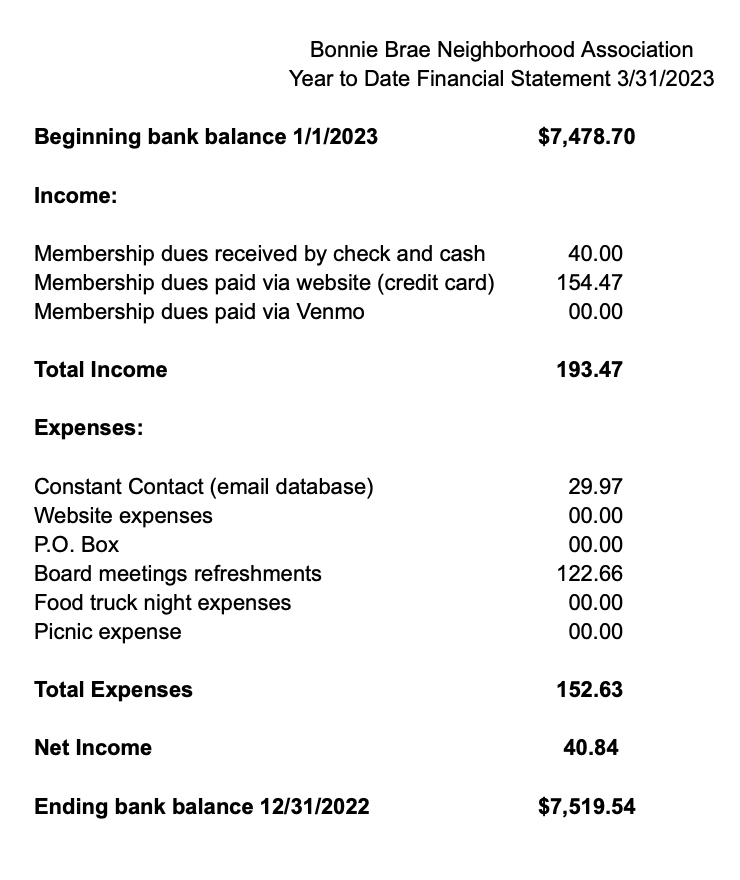 Bonnie Brae Neighborhood Association
Year to Date Financial Statement 3/31/2023
Beginning bank balance 1/1/2023 $7,478.70
Income:
Membership dues received by check and cash 40.00
Membership dues paid via website (credit card) 154.47
Membership dues paid via Venmo 00.00
Total Income 193.47
Expenses:
Constant Contact (email database) 29.97
Website expenses 00.00
P.O. Box 00.00
Board meetings refreshments 122.66
Food truck night expenses 00.00
Picnic expense 00.00
Total Expenses 152.63
Net Income 40.84
Ending bank balance 12/31/2022 $7,519.54